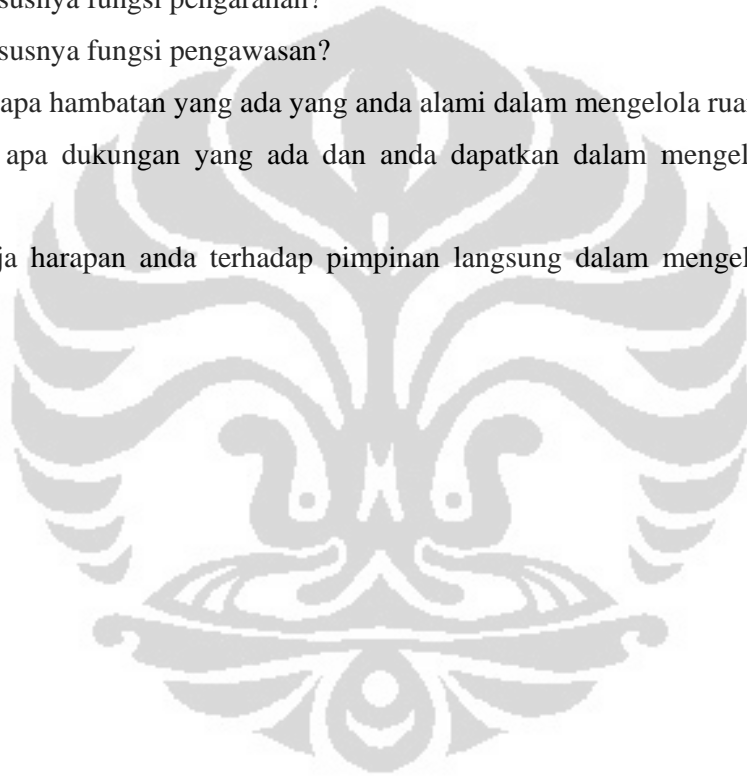 susnya fungsi pengarahan?
susnya fungsi pengawasan?
apa hambatan yang ada yang anda alami dalam mengelola rua
apa dukungan yang ada dan anda dapatkan dalam mengel
ja harapan anda terhadap pimpinan langsung dalam mengel